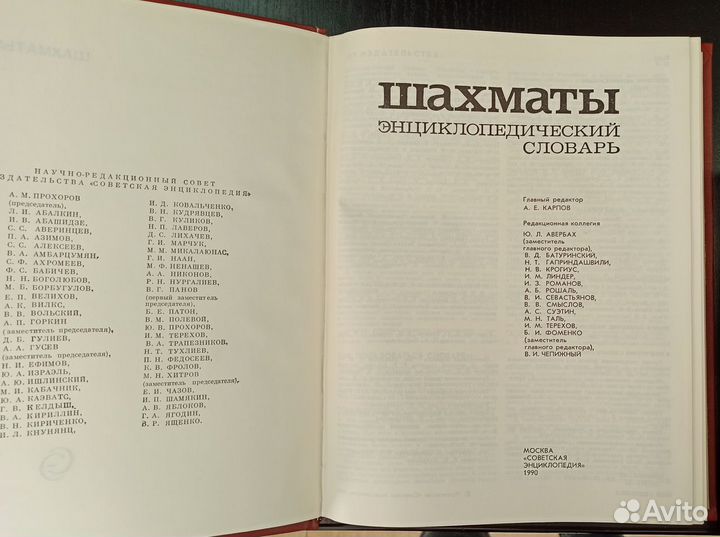 НАУЧНО-РЕДАКЦИОННЫЙ СОВЕТ
ЗДАТЕЛЬСТВА «СОВЕТСКАЯ ЭНЦИКЛОПЕДИЯ»
А. М. ПРОХОРОВ
(председатель),
Л. И. АБАЛКИН,
И. В. АБАШИДЗЕ,
С. С. АВЕРИНЦЕВ,
П. А. АЗИМОВ,
С. С. АЛЕКСЕЕВ,
В. А. АМБАРЦУМЯН,
С. Ф. АХРОМЕЕВ,
Ф. С. БАБИЧЕВ,
Н. Н. БОГОЛЮБОВ,
М. Б. БОРБУГУЛОВ,
Е. П. ВЕЛИХОВ,
А. К. ВИЛКС,
В. В. ВОЛЬСКИЙ,
А. П. ГОРКИН
(заместитель председателя),
Д. Б. ГУЛИЕВ,
А. А. ГУСЕВ
(заместитель председателя),
Н. И. ЕФИМОВ,
Ю. А. ИЗРАЭЛЬ,
А. Ю. ИШЛИНСКИЙ,
М. И. КАБАЧНИК,
Ю. А. КАЭВАТС,
Г. В. КЕЛДЫШ,
В. А. КИРИЛЛИН,
В. Н. КИРИЧЕНКО,
В. Л. КНУНЯНЦ,
И. Д. КОВАЛЬЧЕНКО,
В. Н. КУДРЯВЦЕВ,
В. Г. КУЛИКОВ,
Н. П. ЛАВЕРОВ,
Д. С. ЛИХАЧЕВ,
Г. И. МАРЧУК,
М. М. МИКАЛАЮНАС,
Г. И. НААН,
М. Ф. НЕНАШЕВ,
А. А. НИКОНОВ,
Р. Н. НУРГАЛИЕВ,
В. Г. ПАНОВ
(первый заместитель
председателя),
Б. Е. ПАТОН,
В. М. ПОЛЕВОЙ,
Ю. В. ПРОХОРОВ,
И. М. ТЕРЕХОВ,
В. А. ТРАПЕЗНИКОВ,
Н. Т. ТУХЛИЕВ,
П. Н. ФЕДОСЕЕВ,
К. В. ФРОЛОВ,
М. Н. ХИТРОВ
(заместитель председателя),
Е. И. ЧАЗОВ,
И. П. ШАМЯКИН,
А. В. ЯБЛОКОВ,
Г. А. ЯГОДИН,
В. Р. ЯЩЕНКО.
ШАХМАТЫ
ЭНЦИКЛОПЕДИЧЕСКИЙ
СЛОВАРЬ
Главный редактор
А. Е. КАРПОВ
Редакционная коллегия
Ю. Л. АВЕРБАХ
(заместитель
главного редактора),
В. Д. БАТУРИНСКИЙ,
Н. Т. ГАПРИНДАШВИЛИ,
Н. В. КРОГИУС,
И. М. ЛИНДЕР,
И. З. РОМАНОВ,
А. Б. РОШАЛЬ,
В. И. СЕВАСТЬЯНОВ,
В. В. СМЫСЛОВ,
А. С. СУЭТИН,
М. Н. ТАЛЬ,
И. М. ТЕРЕХОВ,
Б. И. ФОМЕНКО
(заместитель
главного редактора),
В. И. ЧЕПИЖНЫЙ
МОСКВА
«СОВЕТСКАЯ
ЭНЦИКЛОПЕДИЯ»
1990
Avito